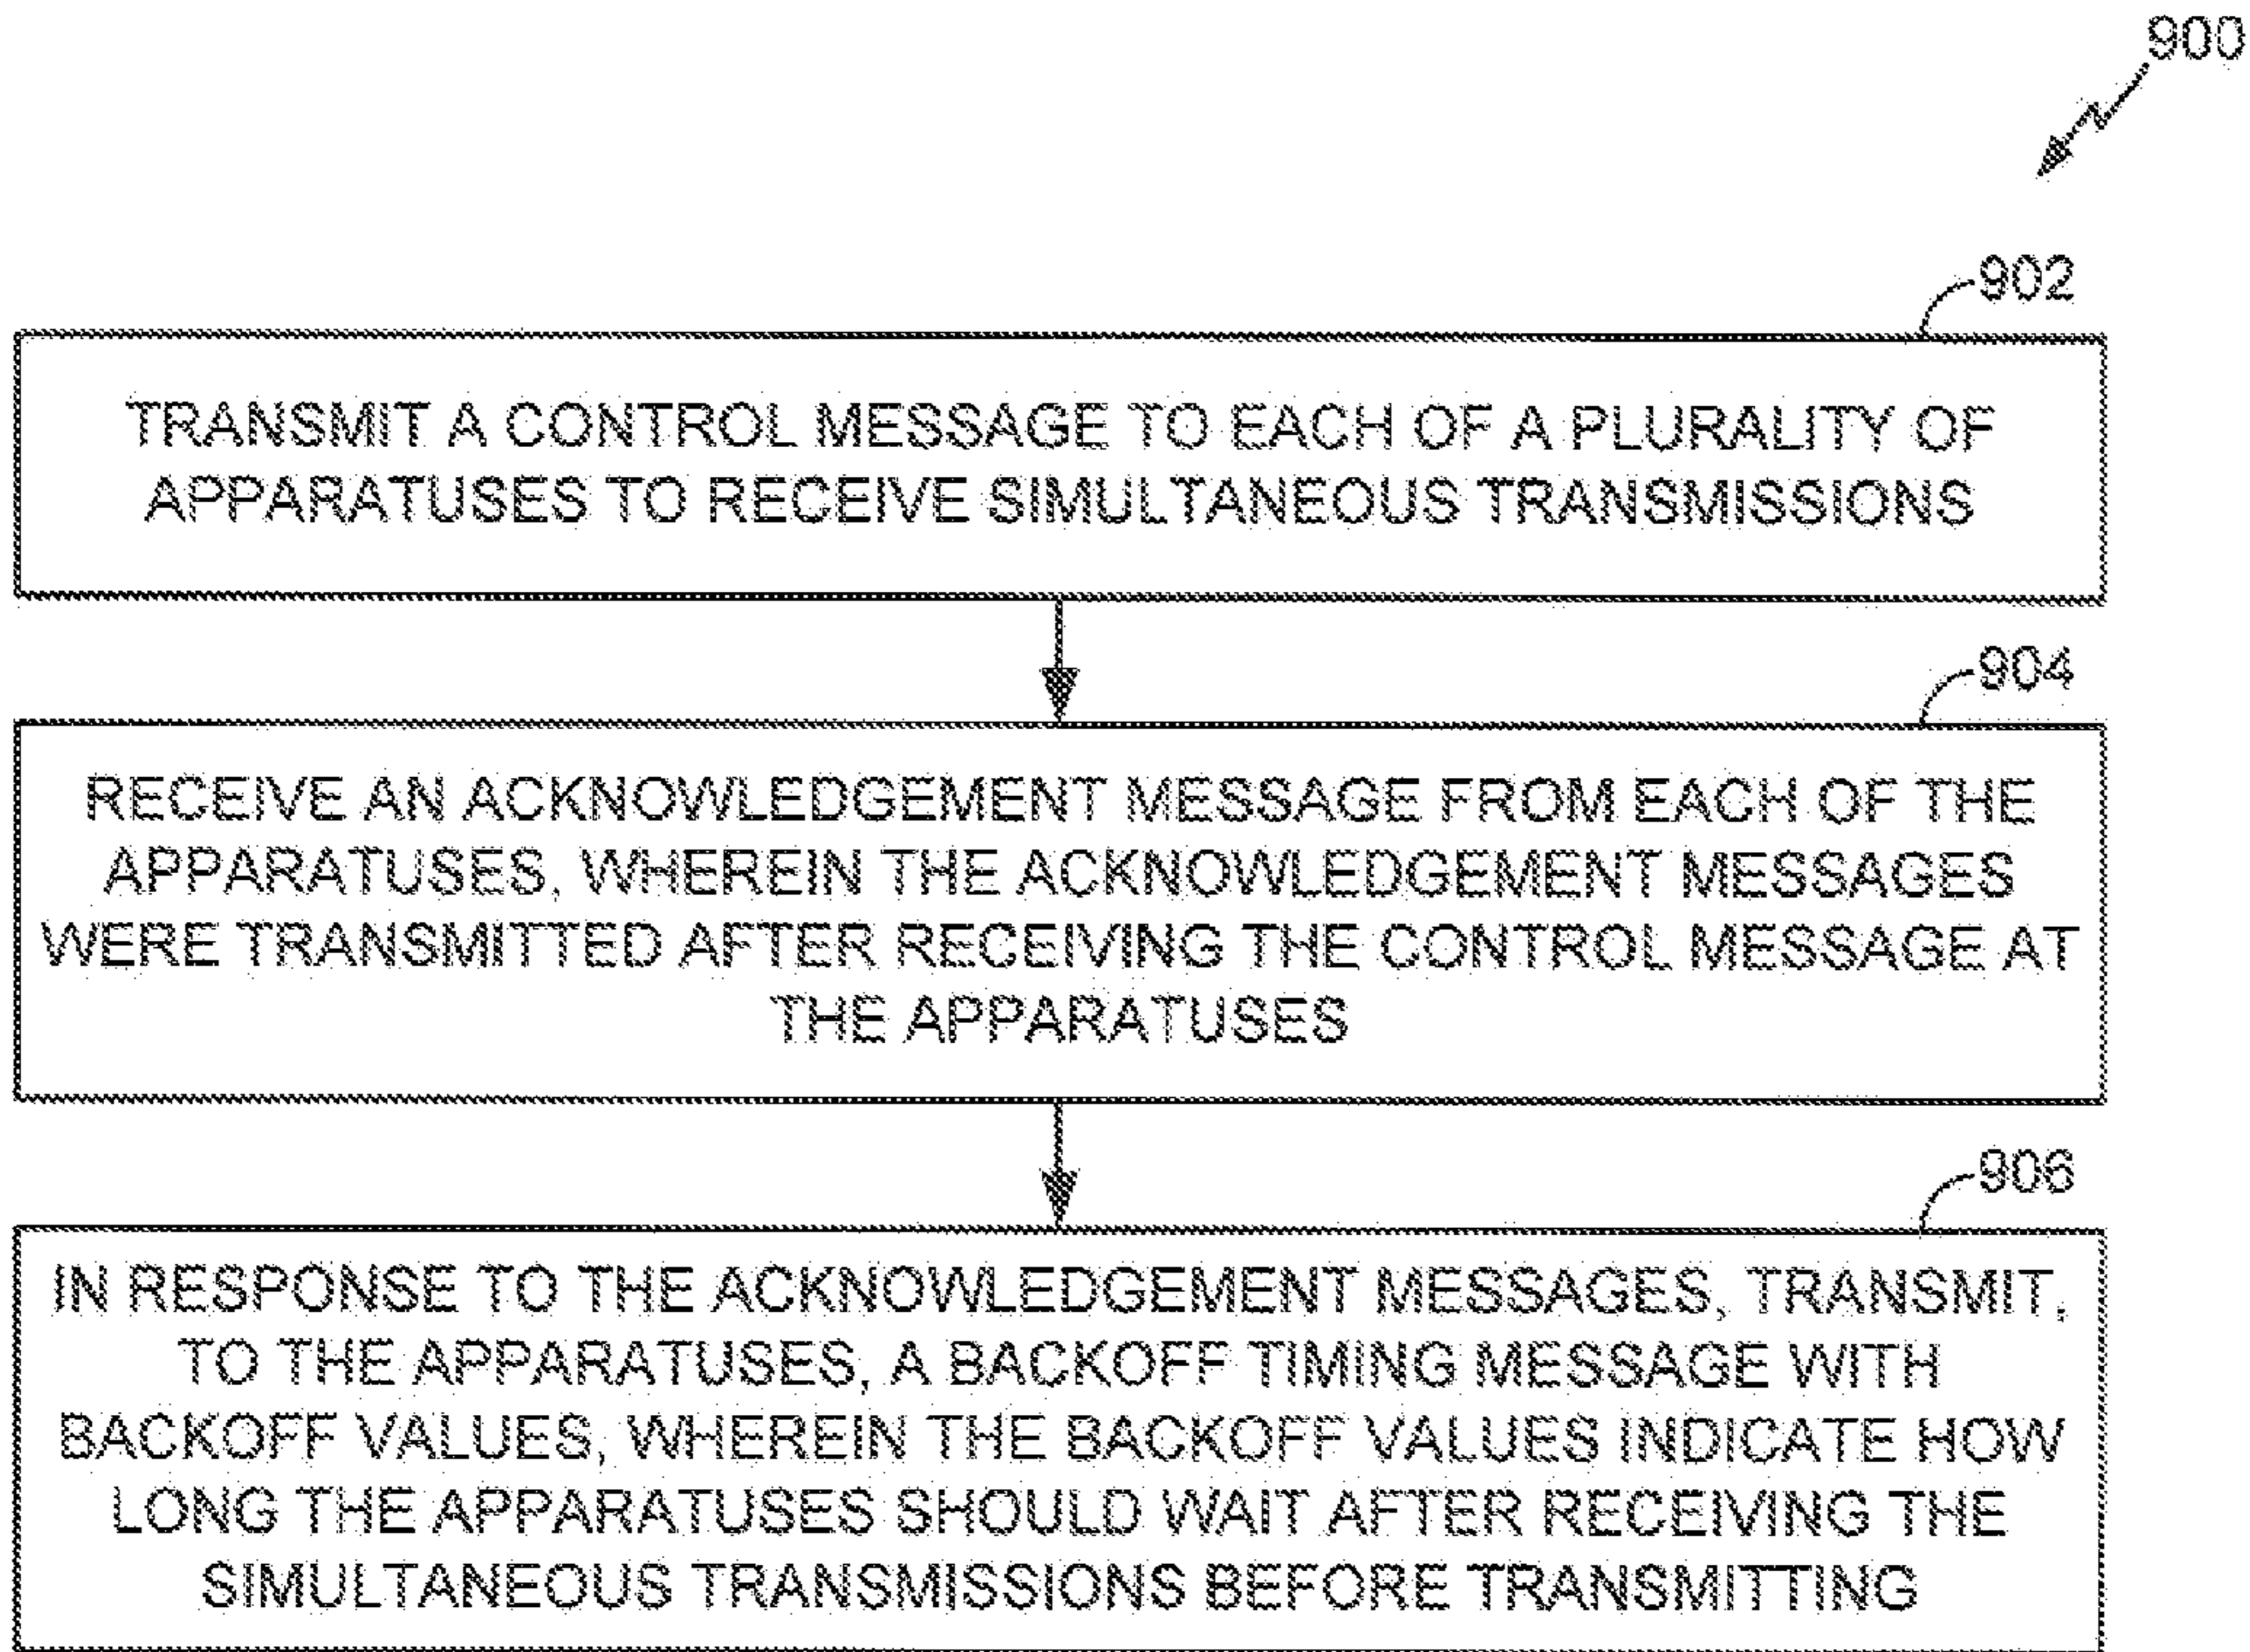 900
902
TRANSMIT A CONTROL MESSAGE TO EACH OF A PLURALITY OF
APPARATUSES TO RECEIVE SIMULTANEOUS TRANSMISSIONS
904
RECEIVE AN ACKNOWLEDGEMENT MESSAGE FROM EACH OF THE
APPARATUSES, WHEREIN THE ACKNOWLEDGEMENT MESSAGES
WERE TRANSMITTED AFTER RECEIVING THE CONTROL MESSAGE AT
THE APPARATUSES
906
IN RESPONSE TO THE ACKNOWLEDGEMENT MESSAGES, TRANSMIT,
TO THE APPARATUSES, A BACKOFF TIMING MESSAGE WITH
BACKOFF VALUES, WHEREIN THE BACKOFF VALUES INDICATE HOW
LONG THE APPARATUSES SHOULD WAIT AFTER RECEIVING THE
SIMULTANEOUS TRANSMISSIONS BEFORE TRANSMITTING